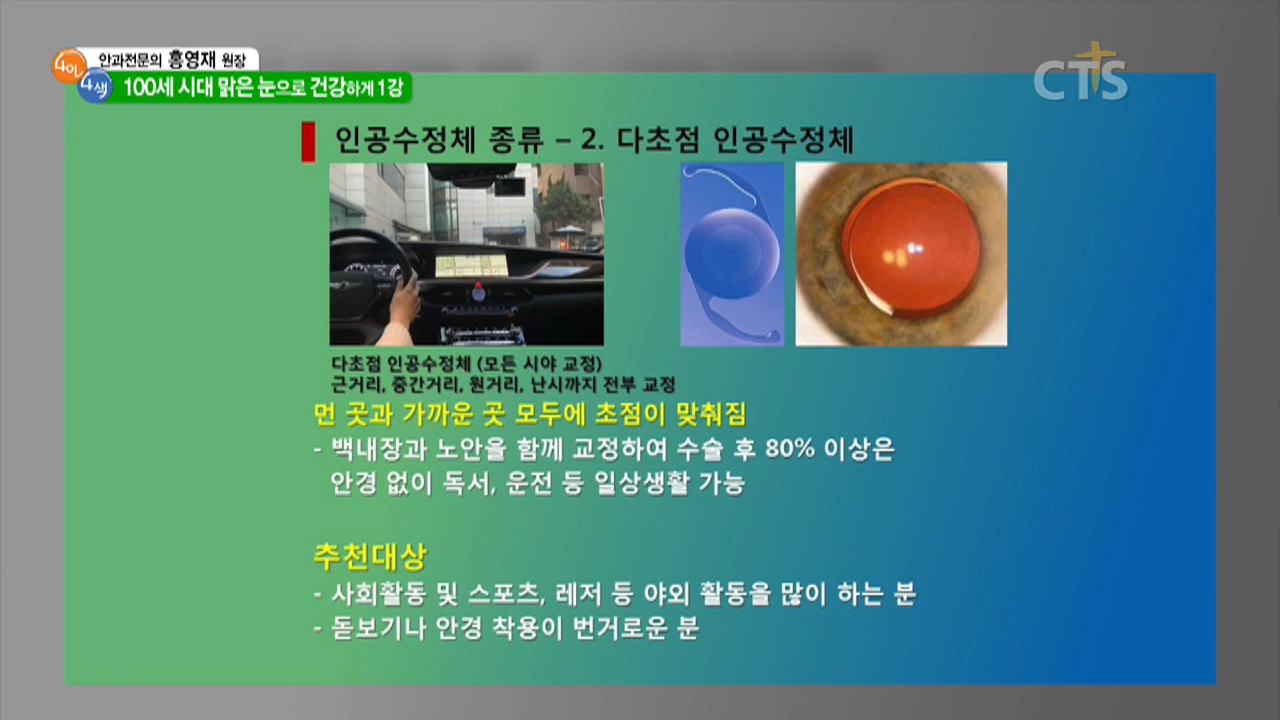 안과전문의 홍영재 원장
4인
4색
100세 시대 맑은 눈으로 건강하게 1강
CTS
인공수정체 종류 – 2. 다초점 인공수정체
다초점 인공수정체 (모든 시야 교정)
근거리, 중간거리, 원거리, 난시까지 전부 교정
먼 곳과 가까운 곳 모두에 초점이 맞춰짐
- 백내장과 노안을 함께 교정하여 수술 후 80% 이상은
안경 없이 독서, 운전 등 일상생활 가능
추천대상
- 사회활동 및 스포츠, 레저 등 야외 활동을 많이 하는 분
- 돋보기나 안경 착용이 번거로운 분